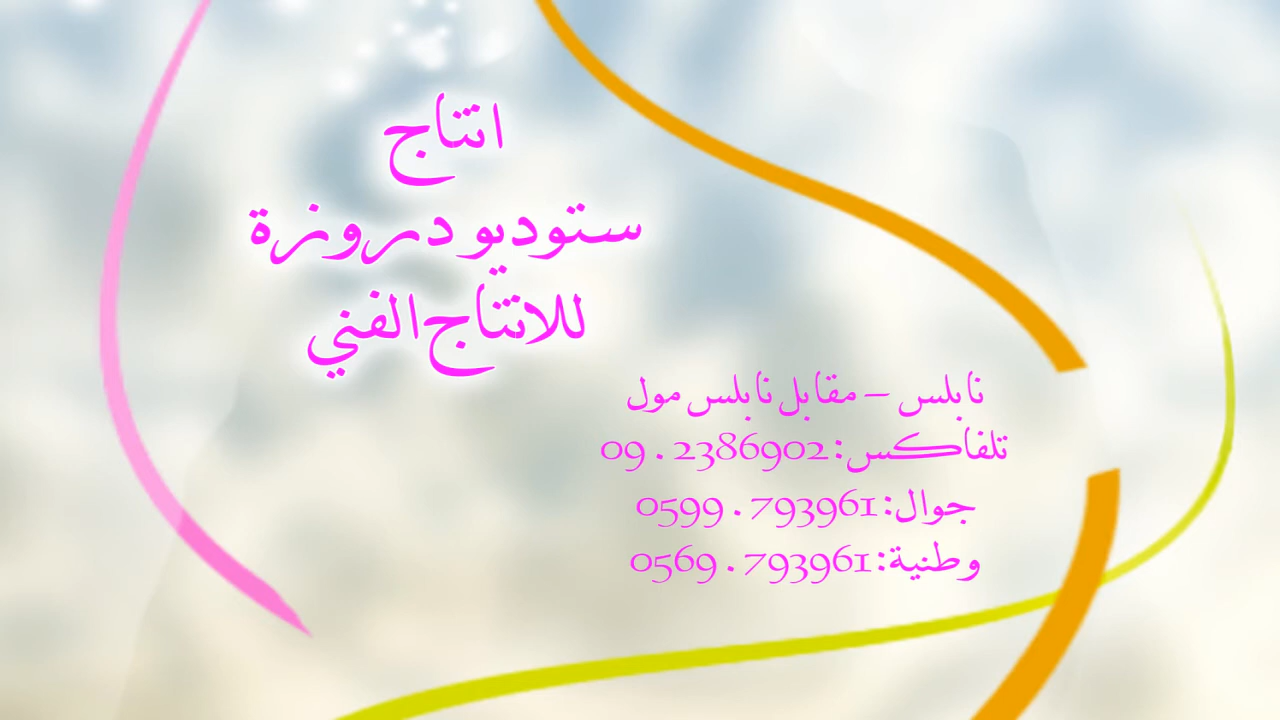 انتاج
ستوديو دروزة
للانتاج الفني
نابلس – مقابل نابلس مول
تلفاكس: 2386902 . 09
جوال: 793961 . 0599
وطنية: 793961 . 0569